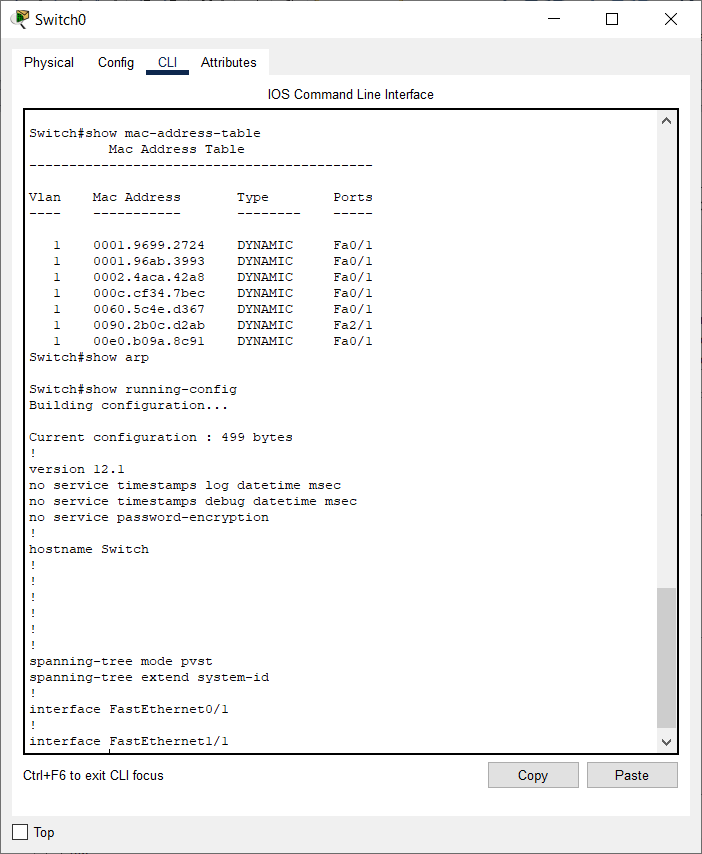 Switch0
Physical Config CLI Attributes
IOS Command Line Interface
Switch#show mac-address-table
Mac Address Table
-------------------------------------------
Vlan Mac Address Type Ports
---- ----------- -------- -----
1 0001.9699.2724 DYNAMIC Fa0/1
1 0001.96ab.3993 DYNAMIC Fa0/1
1 0002.4aca.42a8 DYNAMIC Fa0/1
1 000c.cf34.7bec DYNAMIC Fa0/1
1 0060.5c4e.d367 DYNAMIC Fa0/1
1 0090.2b0c.d2ab DYNAMIC Fa2/1
1 00e0.b09a.8c91 DYNAMIC Fa0/1
Switch#show arp
Switch#show running-config
Building configuration...
Current configuration : 499 bytes
!
version 12.1
no service timestamps log datetime msec
no service timestamps debug datetime msec
no service password-encryption
!
hostname Switch
!
!
!
!
!
!
spanning-tree mode pvst
spanning-tree extend system-id
!
interface FastEthernet0/1
!
interface FastEthernet1/1
Ctrl+F6 to exit CLI focus
Copy Paste
Top